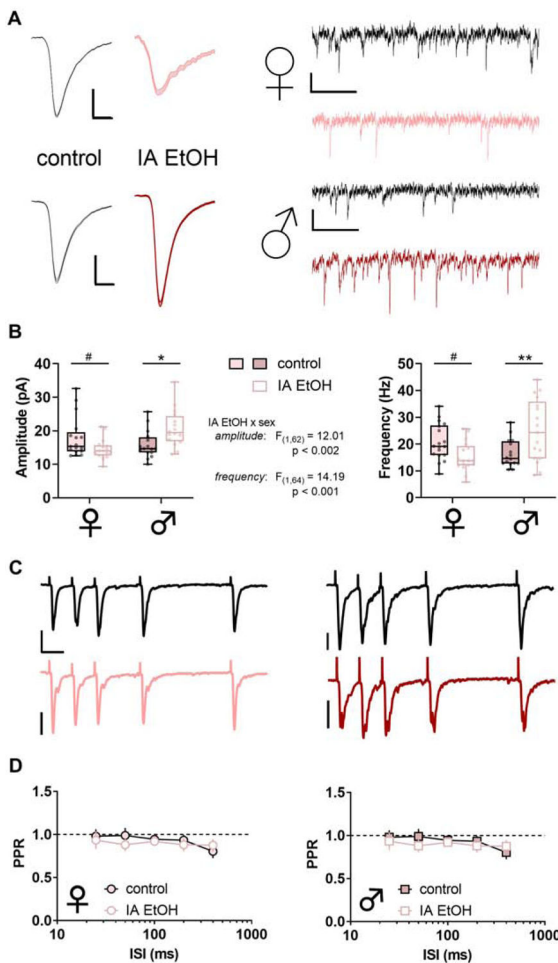 A
control
IA EtOH
♀
♂
B
Amplitude (pA)
40
30
20
10
0
#
*
♀
♂
control
IA EtOH
IA EtOH x sex
amplitude: F(1,62) = 12.01
p < 0.002
frequency: F(1,64) = 14.19
p < 0.001
Frequency (Hz)
50
40
30
20
10
0
#
**
♀
♂
C
D
PPR
1.5
1.0
0.5
0.0
♀
control
IA EtOH
10
100
1000
ISI (ms)
PPR
1.5
1.0
0.5
0.0
♂
control
IA EtOH
10
100
1000
ISI (ms)